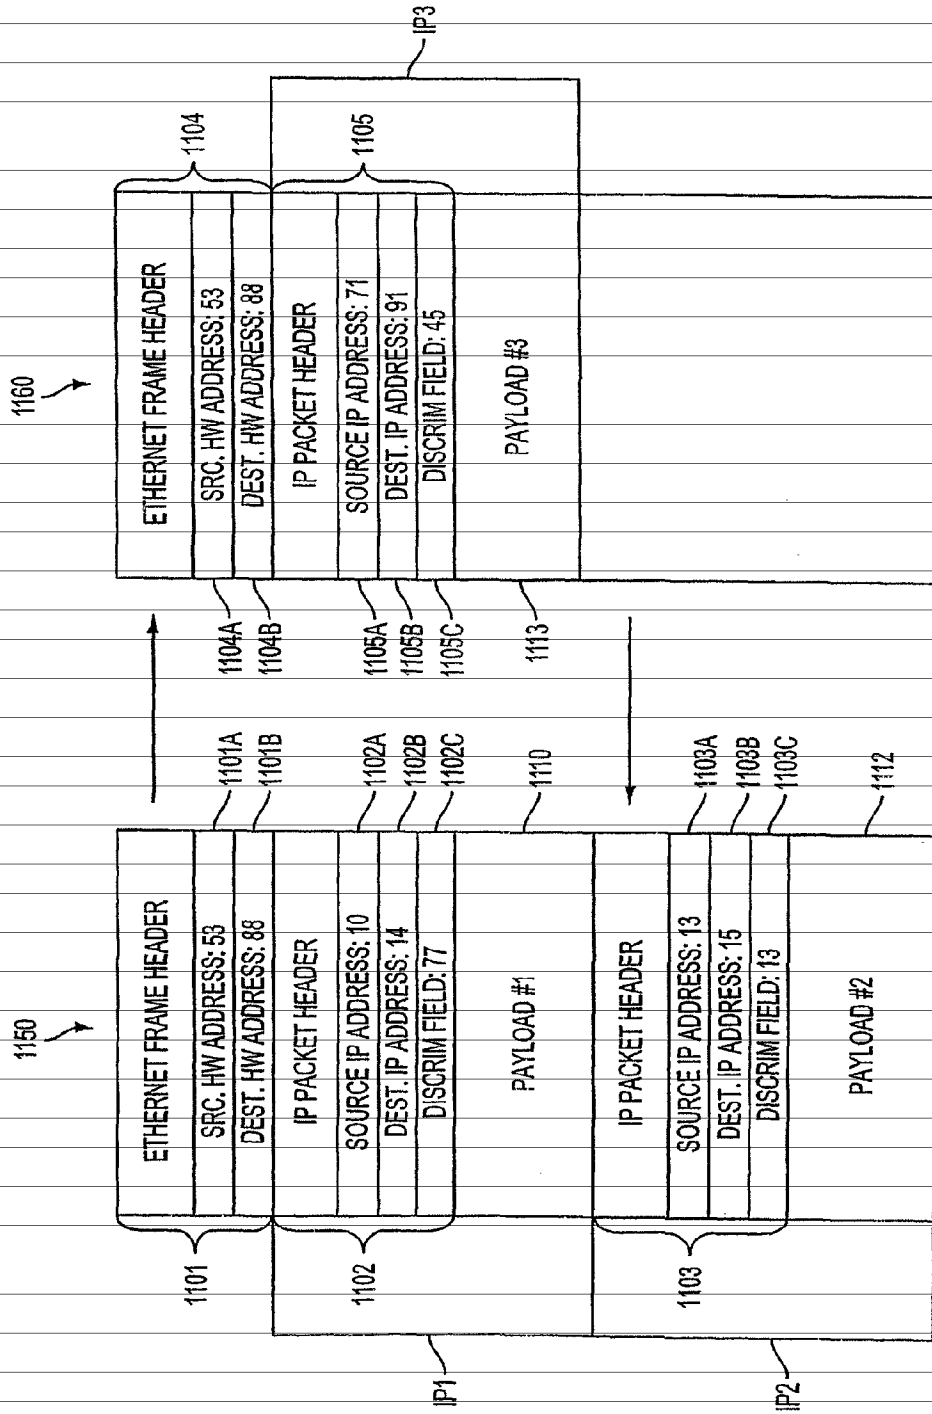 1150
1160
ETHERNET FRAME HEADER
SRC. HW ADDRESS: 53
DEST. HW ADDRESS: 88
IP PACKET HEADER
SOURCE IP ADDRESS: 10
DEST. IP ADDRESS: 14
DISCRIM FIELD: 77
PAYLOAD #1
IP PACKET HEADER
SOURCE IP ADDRESS: 13
DEST. IP ADDRESS: 15
DISCRIM FIELD: 13
PAYLOAD #2
1101
1102
1103
IP1
IP2
1101A
1101B
1102A
1102B
1102C
1110
1103A
1103B
1103C
1112
ETHERNET FRAME HEADER
SRC. HW ADDRESS: 53
DEST. HW ADDRESS: 88
IP PACKET HEADER
SOURCE IP ADDRESS: 71
DEST. IP ADDRESS: 91
DISCRIM FIELD: 45
PAYLOAD #3
1104A
1104B
1105A
1105B
1105C
1113
1104
1105
IP3